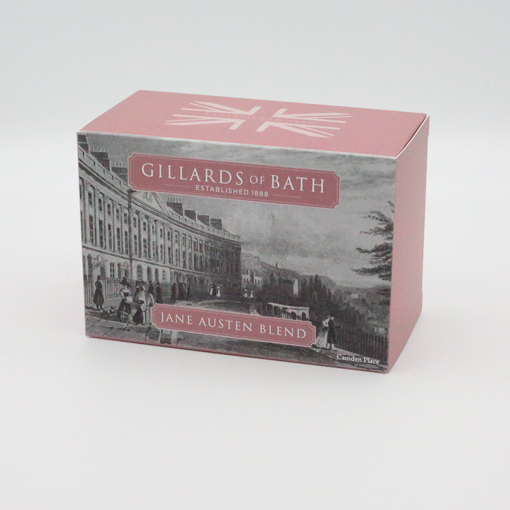 GILLARDS OF BATH
ESTABLISHED 1888
JANE AUSTEN BLEND
Camden Place